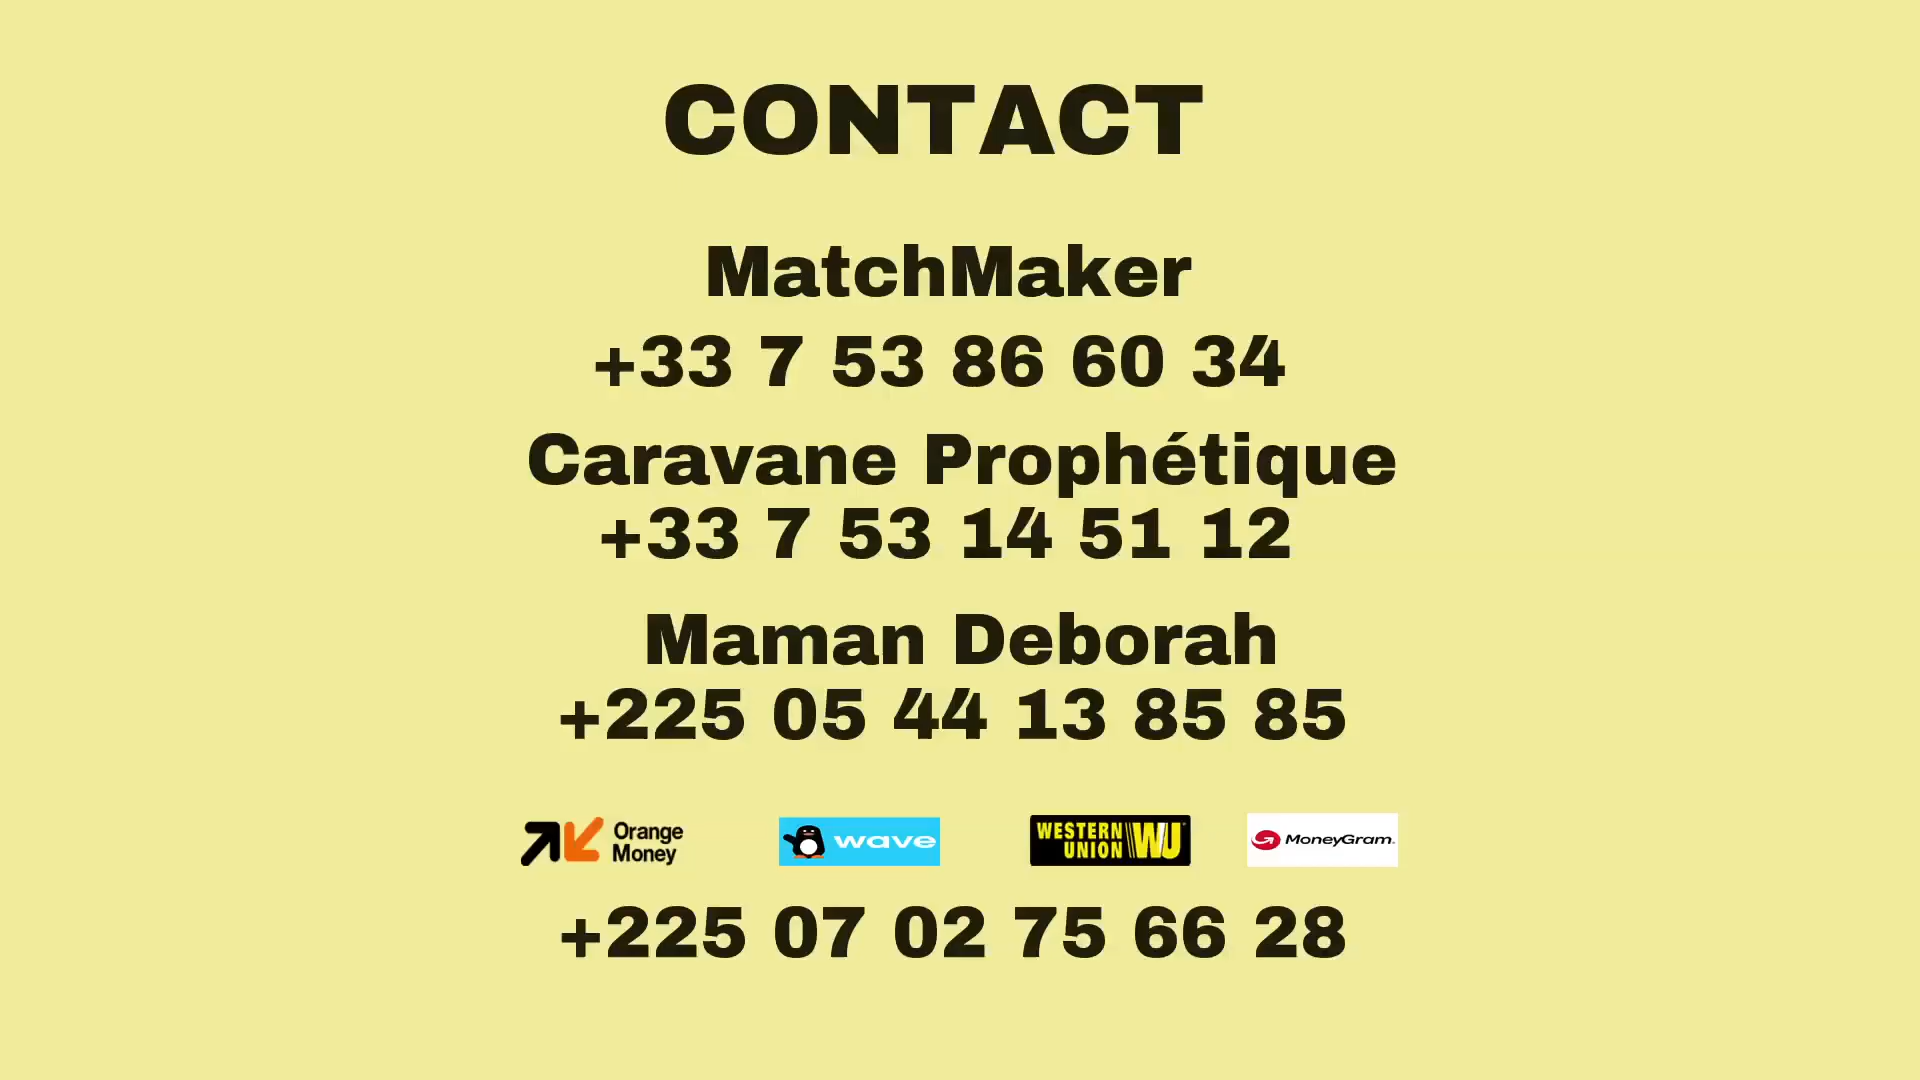 CONTACT
MatchMaker
+33 7 53 86 60 34
Caravane Prophétique
+33 7 53 14 51 12
Maman Deborah
+225 05 44 13 85 85
Orange Money
wave
WESTERN UNION WU
MoneyGram
+225 07 02 75 66 28